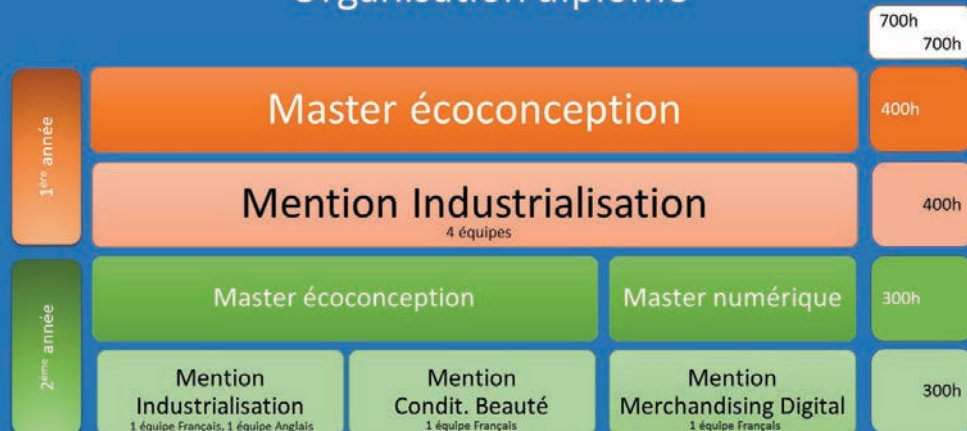 Organisation diplôme
700h
700h
1ère année
Master écoconception
400h
Mention Industrialisation
4 équipes
400h
2ème année
Master écoconception
Master numérique
300h
Mention
Industrialisation
1 équipe Français, 1 équipe Anglais
Mention
Condit. Beauté
1 équipe Français
Mention
Merchandising Digital
1 équipe Français
300h